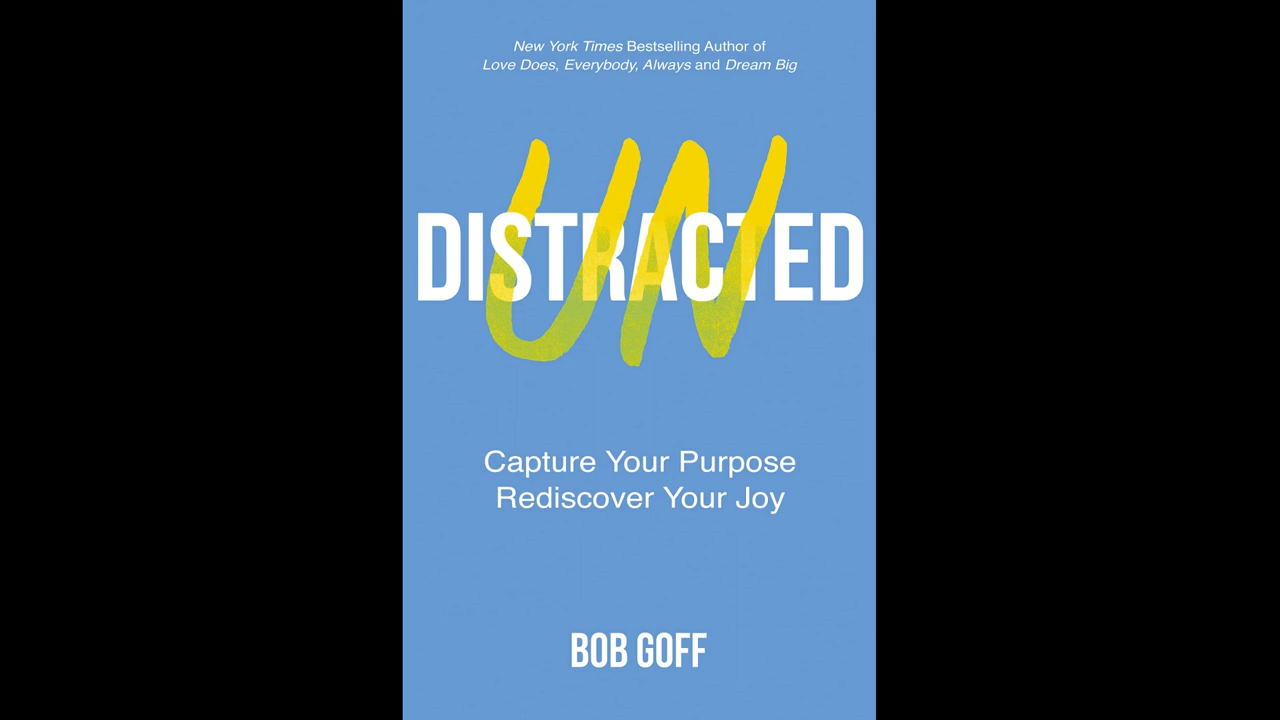 New York Times Bestselling Author of
Love Does, Everybody, Always and Dream Big
UN
DISTRACTED
Capture Your Purpose
Rediscover Your Joy
BOB GOFF